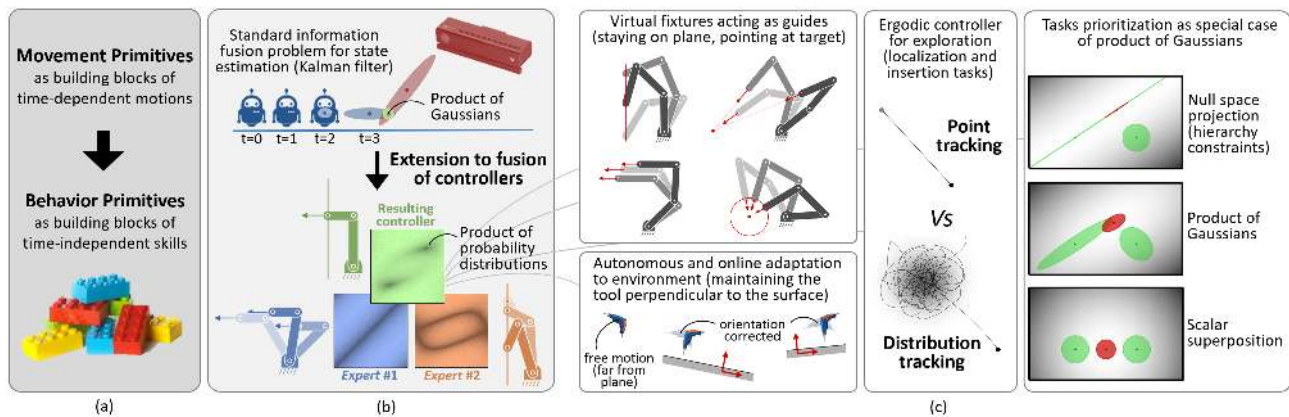 Movement Primitives
as building blocks of
time-dependent motions
Behavior Primitives
as building blocks of
time-independent skills
(a)
Standard information
fusion problem for state
estimation (Kalman filter)
Product of
Gaussians
t=0 t=1 t=2 t=3
Extension to fusion
of controllers
Resulting
controller
Product of
probability
distributions
Expert #1 Expert #2
(b)
Virtual fixtures acting as guides
(staying on plane, pointing at target)
Autonomous and online adaptation
to environment (maintaining the
tool perpendicular to the surface)
free motion
(far from
plane)
orientation
corrected
Ergodic controller
for exploration
(localization and
insertion tasks)
Point
tracking
Vs
Distribution
tracking
(c)
Tasks prioritization as special case
of product of Gaussians
Null space
projection
(hierarchy
constraints)
Product of
Gaussians
Scalar
superposition